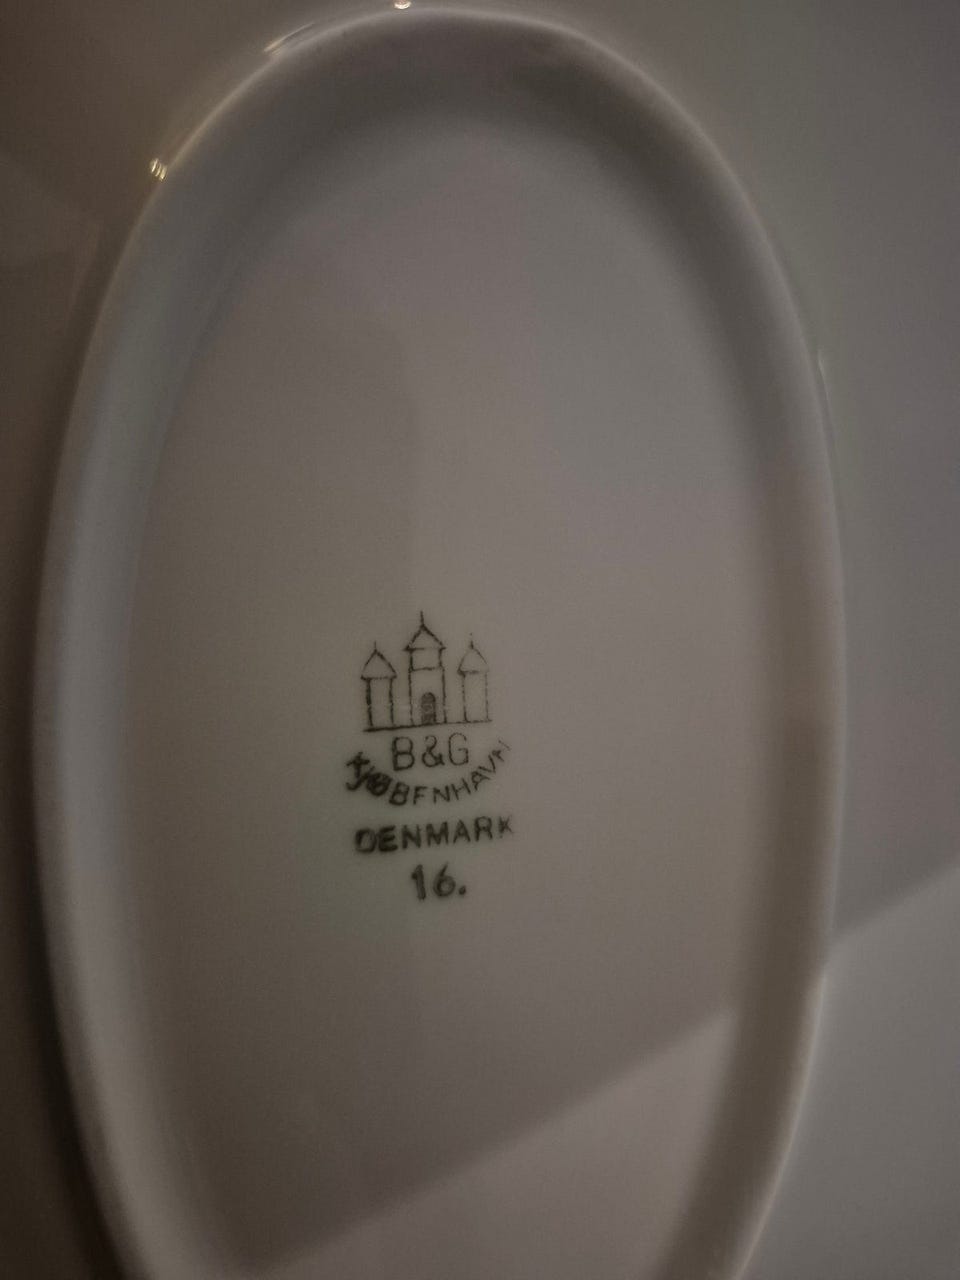 B&G
KJØBENHAVN
DENMARK
16.